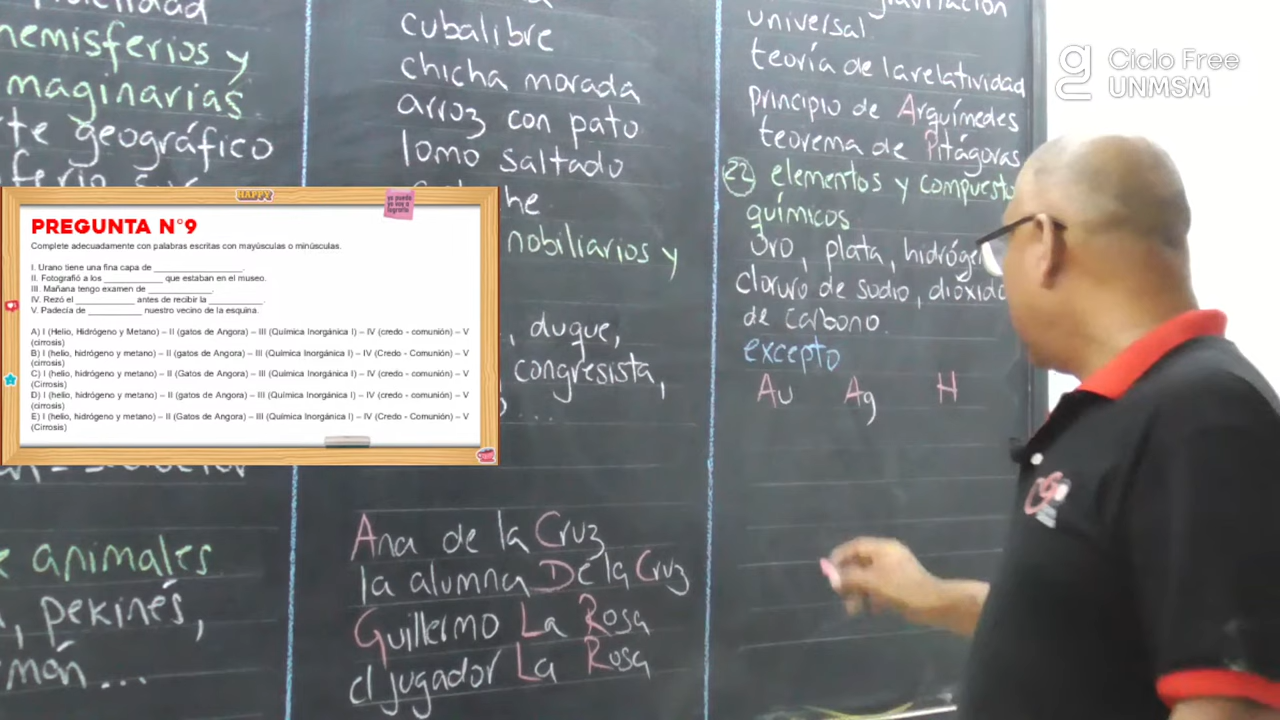 hemisferios y
maginarias
te geográfico
cubalibre
chicha morada
arroz con pato
lomo saltado
he
nobiliarios y
, duque,
congresista,
universal.
teoría de la relatividad
principio de Arquímedes
teorema de Pitágoras
22 elementos y compuesto
químicos
oro, plata, hidróge
cloruro de sodio, dióxido
de carbono.
excepto
Au Ag H
Ciclo Free
UNMSM
HAPPY
yo puedo
yo voy a
lograrlo
PREGUNTA N°9
Complete adecuadamente con palabras escritas con mayúsculas o minúsculas.
I. Urano tiene una fina capa de ____________________.
II. Fotografió a los _____________ que estaban en el museo.
III. Mañana tengo examen de ______________.
IV. Rezó el ____________ antes de recibir la ____________.
V. Padecía de ____________ nuestro vecino de la esquina.
A) I (Helio, Hidrógeno y Metano) – II (gatos de Angora) – III (Química Inorgánica I) – IV (credo - comunión) – V
(cirrosis)
B) I (helio, hidrógeno y metano) – II (gatos de Angora) – III (Química Inorgánica I) – IV (Credo - Comunión) – V
(cirrosis)
C) I (helio, hidrógeno y metano) – II (Gatos de Angora) – III (Química Inorgánica I) – IV (credo - comunión) – V
(Cirrosis)
D) I (helio, hidrógeno y metano) – II (gatos de Angora) – III (Química Inorgánica I) – IV (credo - comunión) – V
(cirrosis)
E) I (helio, hidrógeno y metano) – II (Gatos de Angora) – III (Química Inorgánica I) – IV (Credo - Comunión) – V
(Cirrosis)
e animales
, pekinés,
mán...
Ana de la Cruz
la alumna De la Cruz
Guillermo La Rosa
el jugador La Rosa